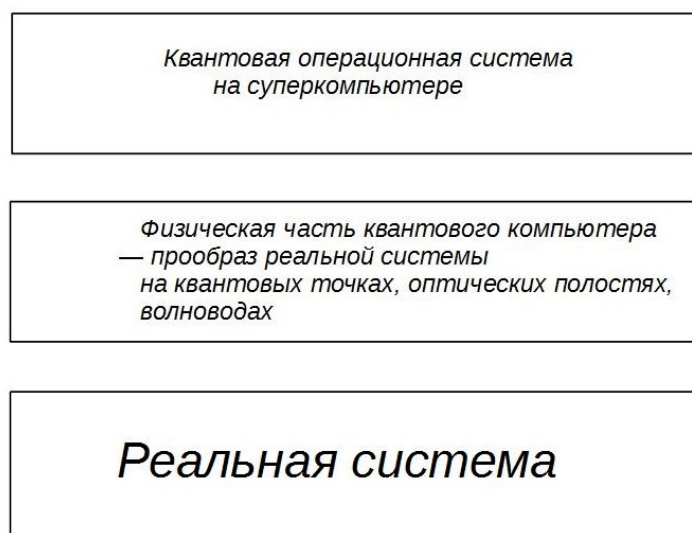 Квантовая операционная система
на суперкомпьютере
Физическая часть квантового компьютера
— прообраз реальной системы
на квантовых точках, оптических полостях,
волноводах
Реальная система